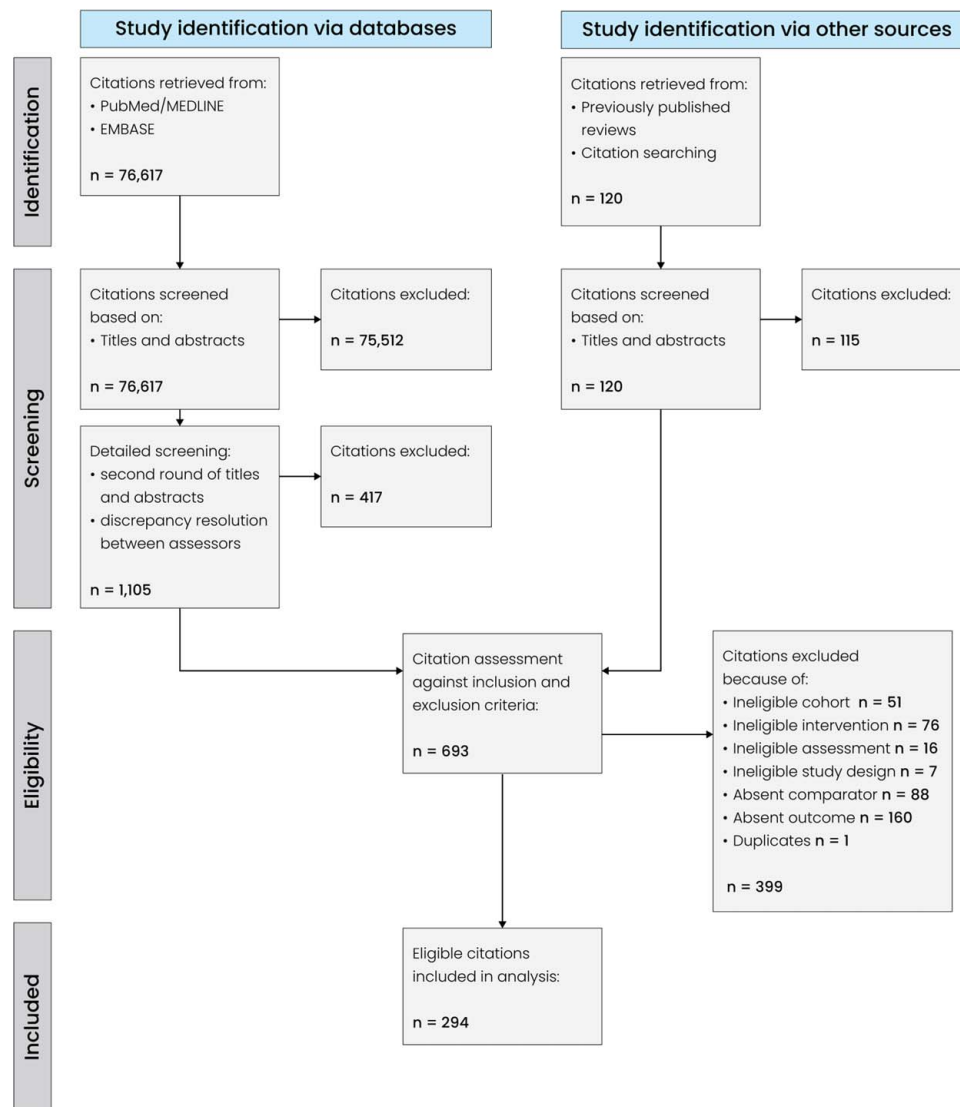 Study identification via databases
Study identification via other sources
Identification
Citations retrieved from:
• PubMed/MEDLINE
• EMBASE
n = 76,617
Citations retrieved from:
• Previously published
reviews
• Citation searching
n = 120
Screening
Citations screened
based on:
• Titles and abstracts
n = 76,617
Citations excluded:
n = 75,512
Citations screened
based on:
• Titles and abstracts
n = 120
Citations excluded:
n = 115
Detailed screening:
• second round of titles
and abstracts
• discrepancy resolution
between assessors
n = 1,105
Citations excluded:
n = 417
Eligibility
Citation assessment
against inclusion and
exclusion criteria:
n = 693
Citations excluded
because of:
• Ineligible cohort n = 51
• Ineligible intervention n = 76
• Ineligible assessment n = 16
• Ineligible study design n = 7
• Absent comparator n = 88
• Absent outcome n = 160
• Duplicates n = 1
n = 399
Included
Eligible citations
included in analysis:
n = 294